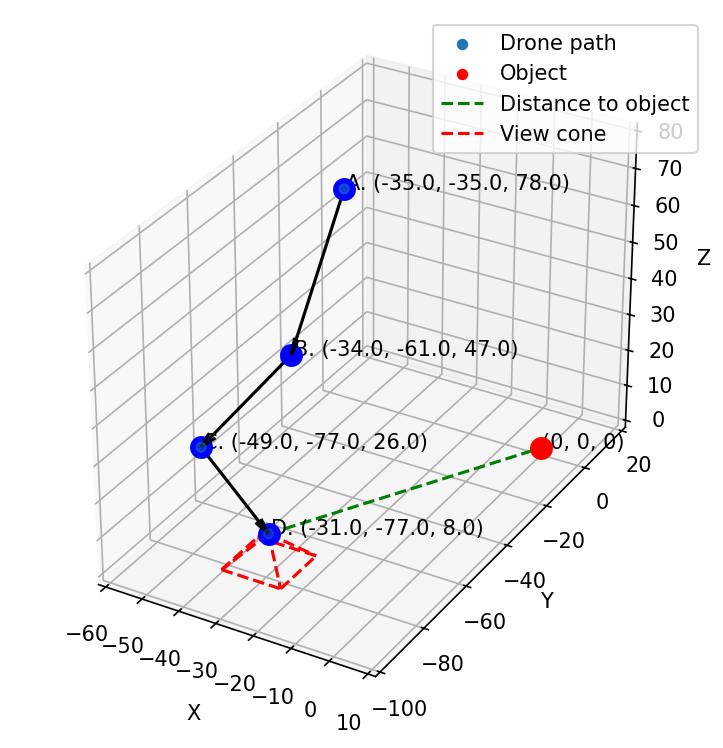 Drone path
Object
Distance to object
View cone
80
70
60
50
40
30
20
10
0
Z
A. (-35.0, -35.0, 78.0)
B. (-34.0, -61.0, 47.0)
C. (-49.0, -77.0, 26.0)
(0, 0, 0)
D. (-31.0, -77.0, 8.0)
20
0
−20
−40
−60
−80
−100
Y
−60
−50
−40
−30
−20
−10
0
10
X